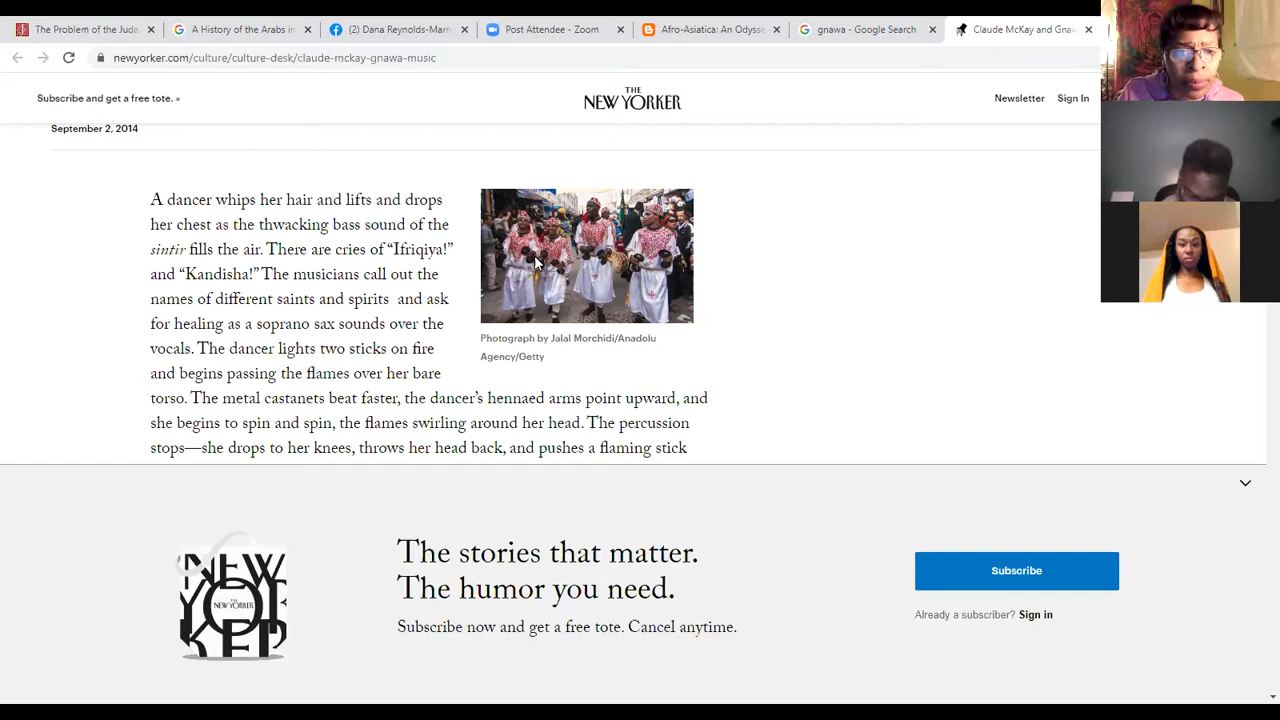 The Problem of the Juda
A History of the Arabs in
(2) Dana Reynolds-Marn
Post Attendee - Zoom
Afro-Asiatica: An Odysse
gnawa - Google Search
Claude McKay and Gnaw
newyorker.com/culture/culture-desk/claude-mckay-gnawa-music
Subscribe and get a free tote. »
THE
NEW YORKER
Newsletter
Sign In
September 2, 2014
A dancer whips her hair and lifts and drops
her chest as the thwacking bass sound of the
sintir fills the air. There are cries of “Ifriqiya!”
and “Kandisha!” The musicians call out the
names of different saints and spirits and ask
for healing as a soprano sax sounds over the
vocals. The dancer lights two sticks on fire
and begins passing the flames over her bare
torso. The metal castanets beat faster, the dancer’s hennaed arms point upward, and
she begins to spin and spin, the flames swirling around her head. The percussion
stops—she drops to her knees, throws her head back, and pushes a flaming stick
Photograph by Jalal Morchidi/Anadolu
Agency/Getty
The stories that matter.
The humor you need.
Subscribe now and get a free tote. Cancel anytime.
Subscribe
Already a subscriber? Sign in